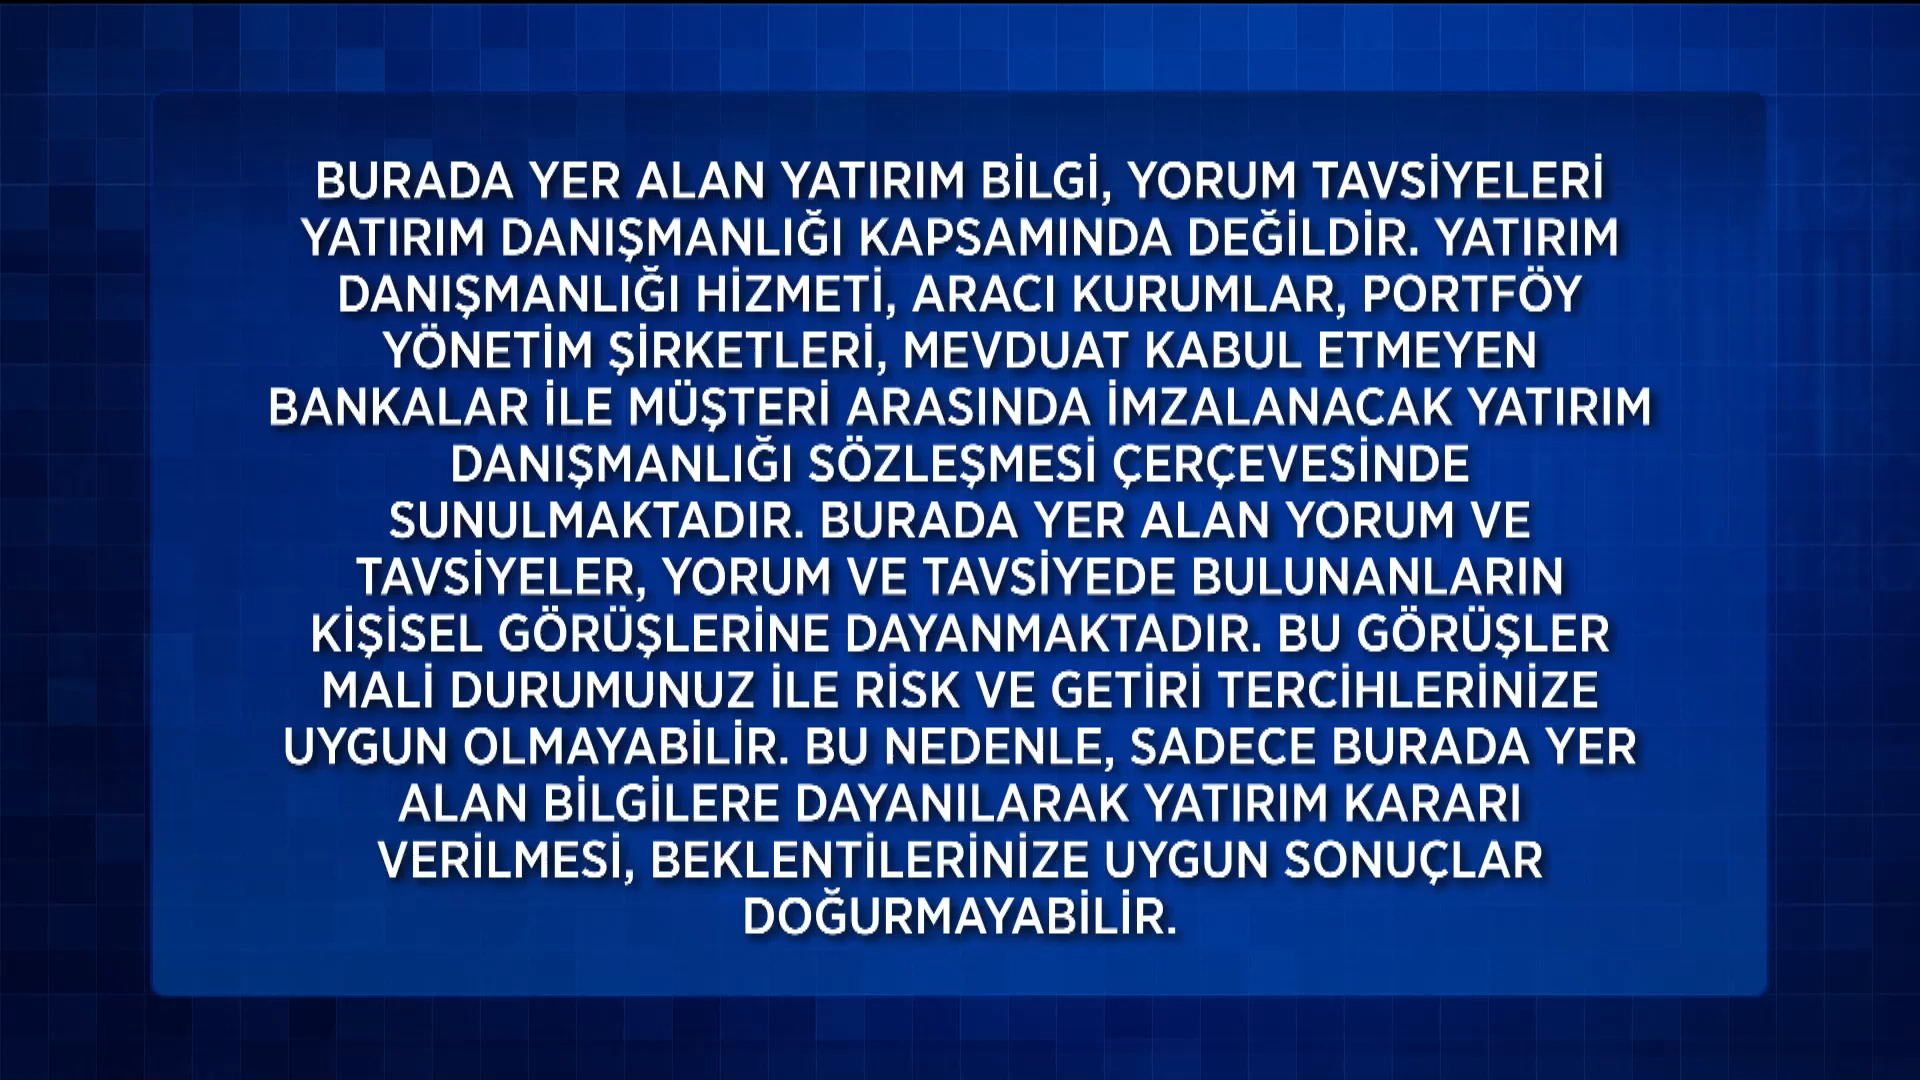 BURADA YER ALAN YATIRIM BİLGİ, YORUM TAVSİYELERİ
YATIRIM DANIŞMANLIĞI KAPSAMINDA DEĞİLDİR. YATIRIM
DANIŞMANLIĞI HİZMETİ, ARACI KURUMLAR, PORTFÖY
YÖNETİM ŞİRKETLERİ, MEVDUAT KABUL ETMEYEN
BANKALAR İLE MÜŞTERİ ARASINDA İMZALANACAK YATIRIM
DANIŞMANLIĞI SÖZLEŞMESİ ÇERÇEVESİNDE
SUNULMAKTADIR. BURADA YER ALAN YORUM VE
TAVSİYELER, YORUM VE TAVSİYEDE BULUNANLARIN
KİŞİSEL GÖRÜŞLERİNE DAYANMAKTADIR. BU GÖRÜŞLER
MALİ DURUMUNUZ İLE RİSK VE GETİRİ TERCİHLERİNİZE
UYGUN OLMAYABİLİR. BU NEDENLE, SADECE BURADA YER
ALAN BİLGİLERE DAYANILARAK YATIRIM KARARI
VERİLMESİ, BEKLENTİLERİNİZE UYGUN SONUÇLAR
DOĞURMAYABİLİR.